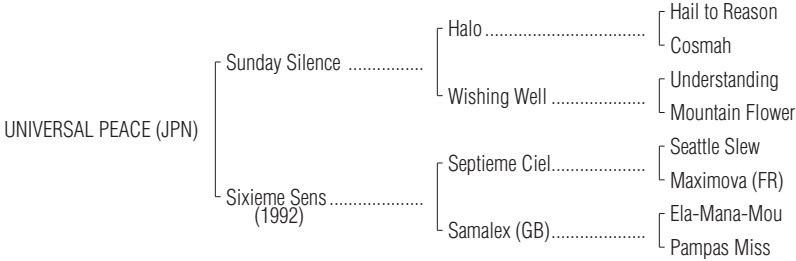 Hail to Reason
Halo ..................................
Cosmah
Sunday Silence ................
Understanding
Wishing Well ....................
Mountain Flower
UNIVERSAL PEACE (JPN)
Seattle Slew
Septieme Ciel....................
Maximova (FR)
Sixieme Sens ....................
(1992)
Ela-Mana-Mou
Samalex (GB)....................
Pampas Miss